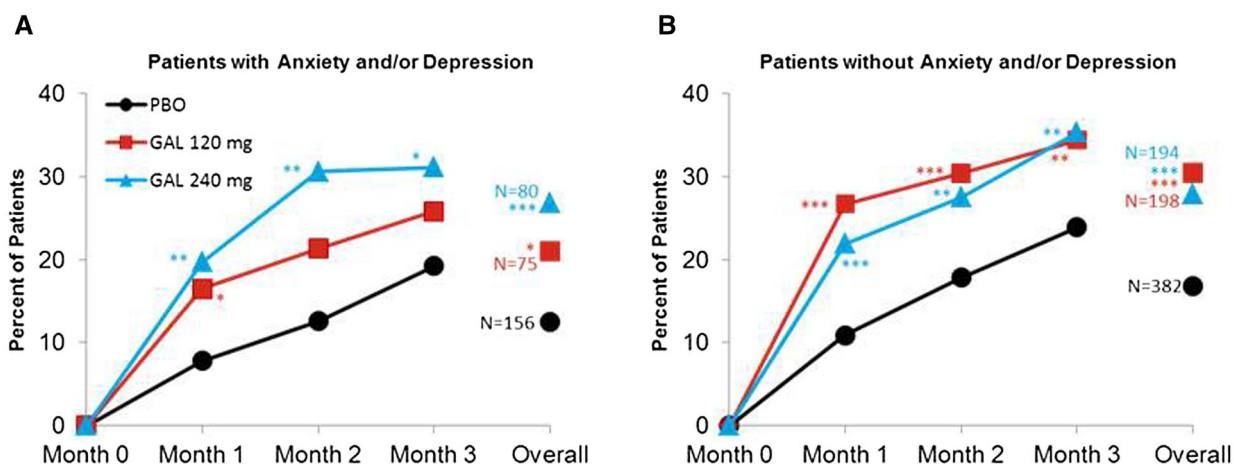 A
Patients with Anxiety and/or Depression
Percent of Patients
40
30
20
10
0
PBO
GAL 120 mg
GAL 240 mg
**
*
**
*
N=80
***
*
N=75
N=156
Month 0 Month 1 Month 2 Month 3 Overall
B
Patients without Anxiety and/or Depression
Percent of Patients
40
30
20
10
0
***
***
***
**
**
**
N=194
***
***
N=198
N=382
Month 0 Month 1 Month 2 Month 3 Overall